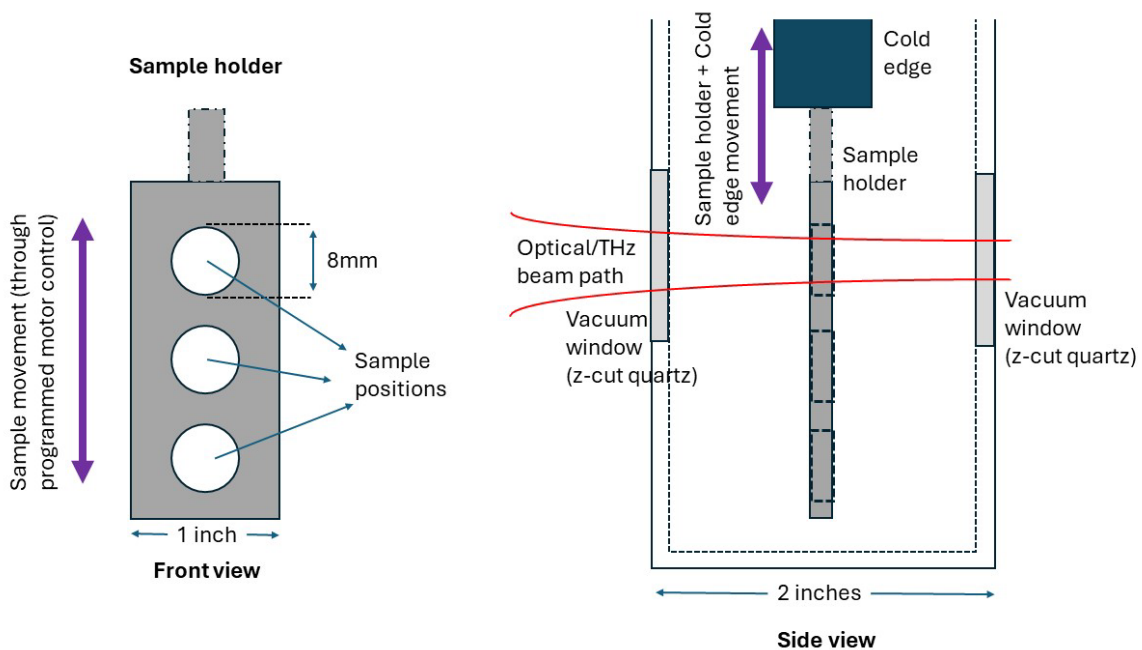 Sample holder
Sample movement (through
programmed motor control)
8mm
Sample
positions
1 inch
Front view
Sample holder + Cold
edge movement
Cold
edge
Sample
holder
Optical/THz
beam path
Vacuum
window
(z-cut quartz)
Vacuum
window
(z-cut quartz)
2 inches
Side view